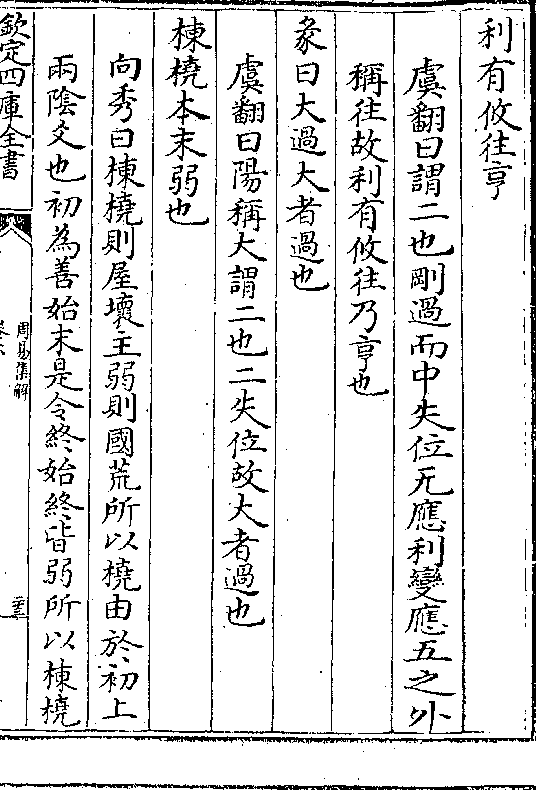 利有攸往亨
虞翻曰謂二也剛過而中失位无應利變應五之外
稱往故利有攸往乃亨也
彖曰大過大者過也
虞翻曰陽稱大謂二也二失位故大者過也
棟橈本末弱也
向秀曰棟橈則屋壞主弱則國荒所以橈由於初上
兩陰爻也初為善始末是令終始終皆弱所以棟橈
欽定四庫全書
周易集解